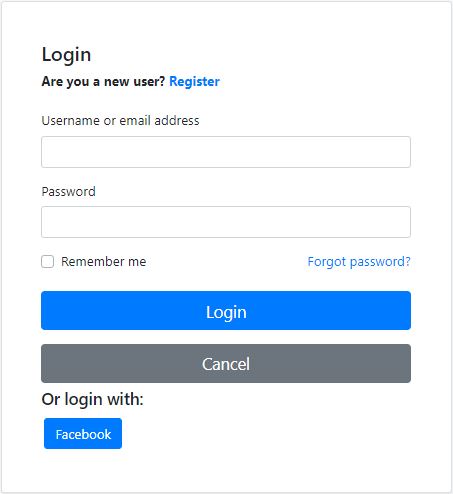 Login
Are you a new user? Register
Username or email address
Password
Remember me Forgot password?
Login
Cancel
Or login with:
Facebook